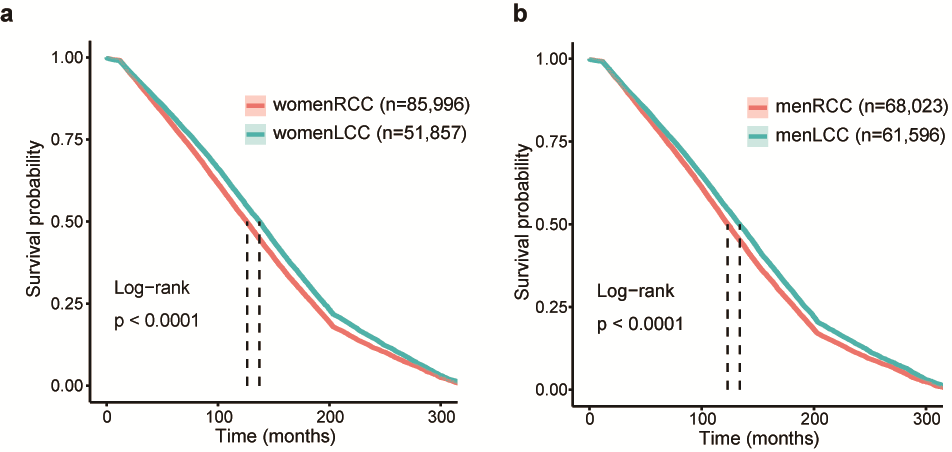 a
Survival probability
1.00
0.75
0.50
0.25
0.00
womenRCC (n=85,996)
womenLCC (n=51,857)
Log−rank
p < 0.0001
0
100
200
300
Time (months)
b
Survival probability
1.00
0.75
0.50
0.25
0.00
menRCC (n=68,023)
menLCC (n=61,596)
Log−rank
p < 0.0001
0
100
200
300
Time (months)